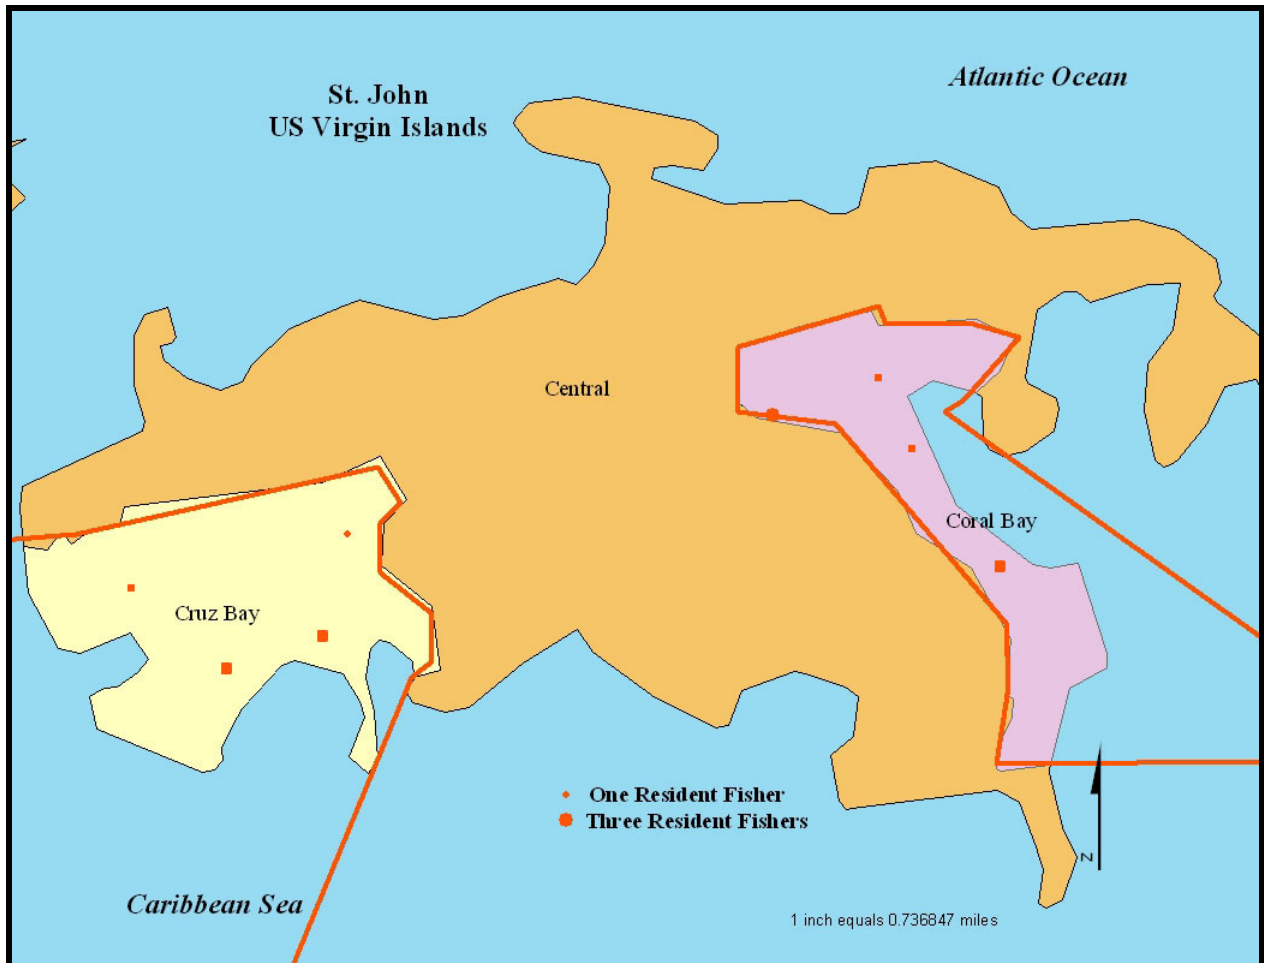 Atlantic Ocean
St. John
US Virgin Islands
Central
Coral Bay
Cruz Bay
One Resident Fisher
Three Resident Fishers
N
Caribbean Sea
1 inch equals 0.736847 miles